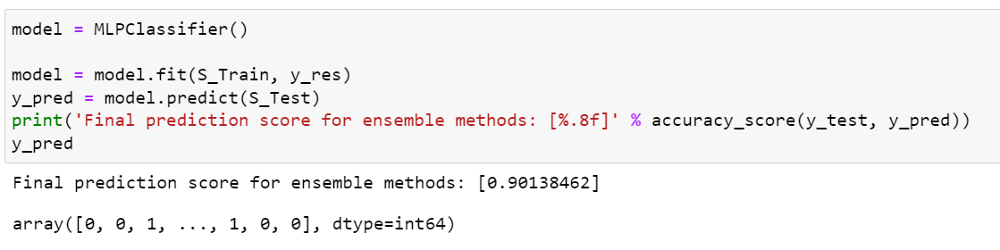 model = MLPClassifier()
model = model.fit(S_Train, y_res)
y_pred = model.predict(S_Test)
print('Final prediction score for ensemble methods: [%.8f]' % accuracy_score(y_test, y_pred))
y_pred
Final prediction score for ensemble methods: [0.90138462]
array([0, 0, 1, ..., 1, 0, 0], dtype=int64)